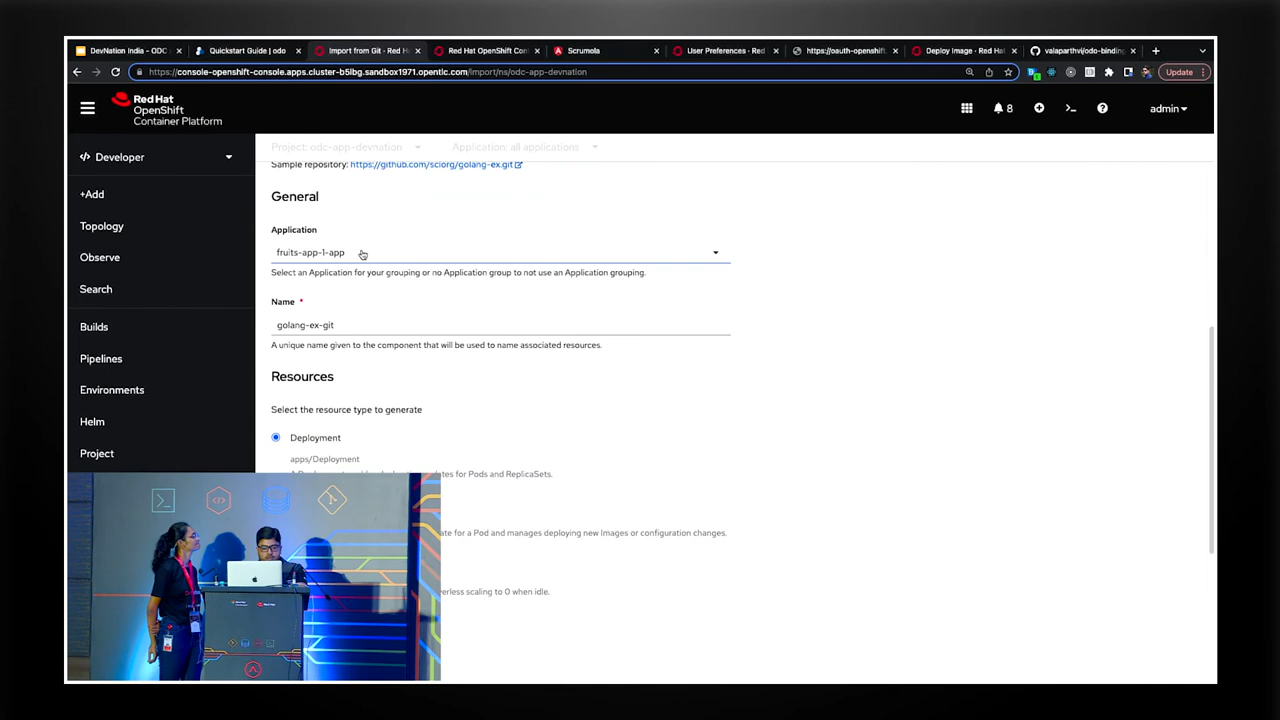 DevNation India - ODC
Quickstart Guide | odo
Import from Git · Red H
Red Hat OpenShift Con
Scrumola
User Preferences · Red
https://oauth-openshift.
Deploy Image · Red Hat
valaparthvi/odo-binding
https://console-openshift-console.apps.cluster-b5lbg.sandbox1971.opentlc.com/import/ns/odc-app-devnation
Update
Red Hat
OpenShift
Container Platform
8
admin
Developer
Project: odc-app-devnation
Application: all applications
Sample repository: https://github.com/sclorg/golang-ex.git
+Add
General
Topology
Application
Observe
fruits-app-1-app
Select an Application for your grouping or no Application group to not use an Application grouping.
Search
Name *
Builds
golang-ex-git
A unique name given to the component that will be used to name associated resources.
Pipelines
Resources
Environments
Select the resource type to generate
Helm
Deployment
Project
apps/Deployment
dates for Pods and ReplicaSets.
ate for a Pod and manages deploying new Images or configuration changes.
verless scaling to 0 when idle.